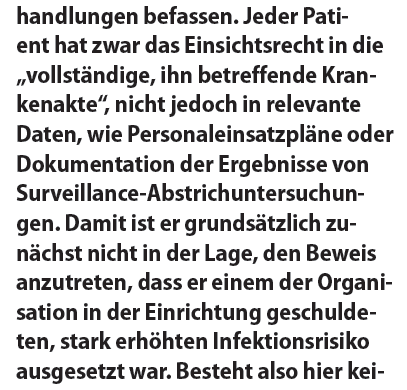 handlungen befassen. Jeder Pati-
ent hat zwar das Einsichtsrecht in die
„vollständige, ihn betreffende Kran-
kenakte“, nicht jedoch in relevante
Daten, wie Personaleinsatzpläne oder
Dokumentation der Ergebnisse von
Surveillance-Abstrichuntersuchun-
gen. Damit ist er grundsätzlich zu-
nächst nicht in der Lage, den Beweis
anzutreten, dass er einem der Organi-
sation in der Einrichtung geschulde-
ten, stark erhöhten Infektionsrisiko
ausgesetzt war. Besteht also hier kei-